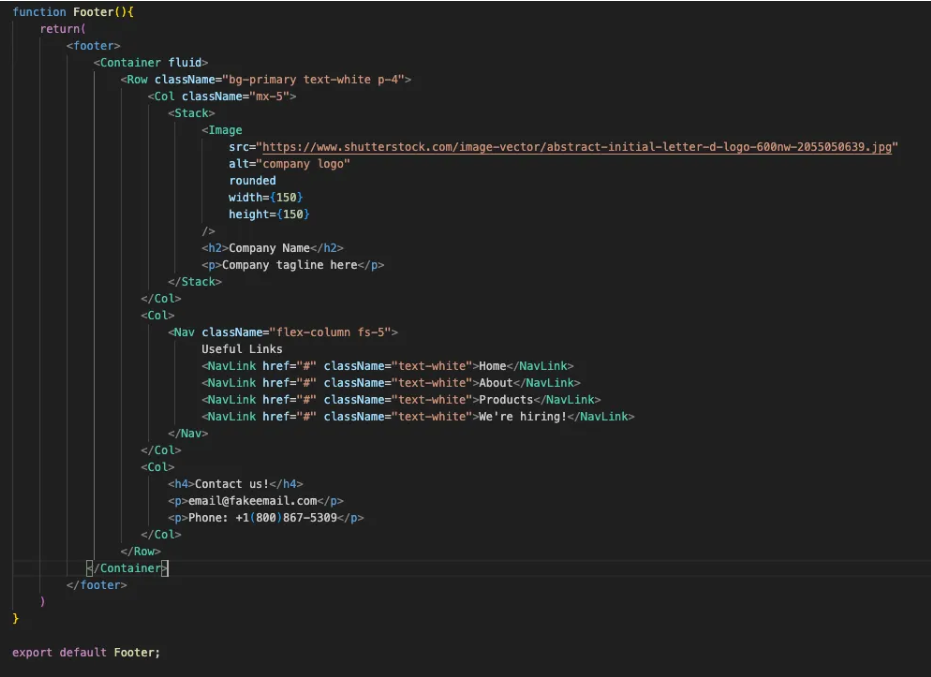 function Footer(){
return(
<footer>
<Container fluid>
<Row className="bg-primary text-white p-4">
<Col className="mx-5">
<Stack>
<Image
src="https://www.shutterstock.com/image-vector/abstract-initial-letter-d-logo-600nw-2055050639.jpg"
alt="company logo"
rounded
width={150}
height={150}
/>
<h2>Company Name</h2>
<p>Company tagline here</p>
</Stack>
</Col>
<Col>
<Nav className="flex-column fs-5">
Useful Links
<NavLink href="#" className="text-white">Home</NavLink>
<NavLink href="#" className="text-white">About</NavLink>
<NavLink href="#" className="text-white">Products</NavLink>
<NavLink href="#" className="text-white">We're hiring!</NavLink>
</Nav>
</Col>
<Col>
<h4>Contact us!</h4>
<p>email@fakeemail.com</p>
<p>Phone: +1(800)867-5309</p>
</Col>
</Row>
</Container>
</footer>
)
}
export default Footer;